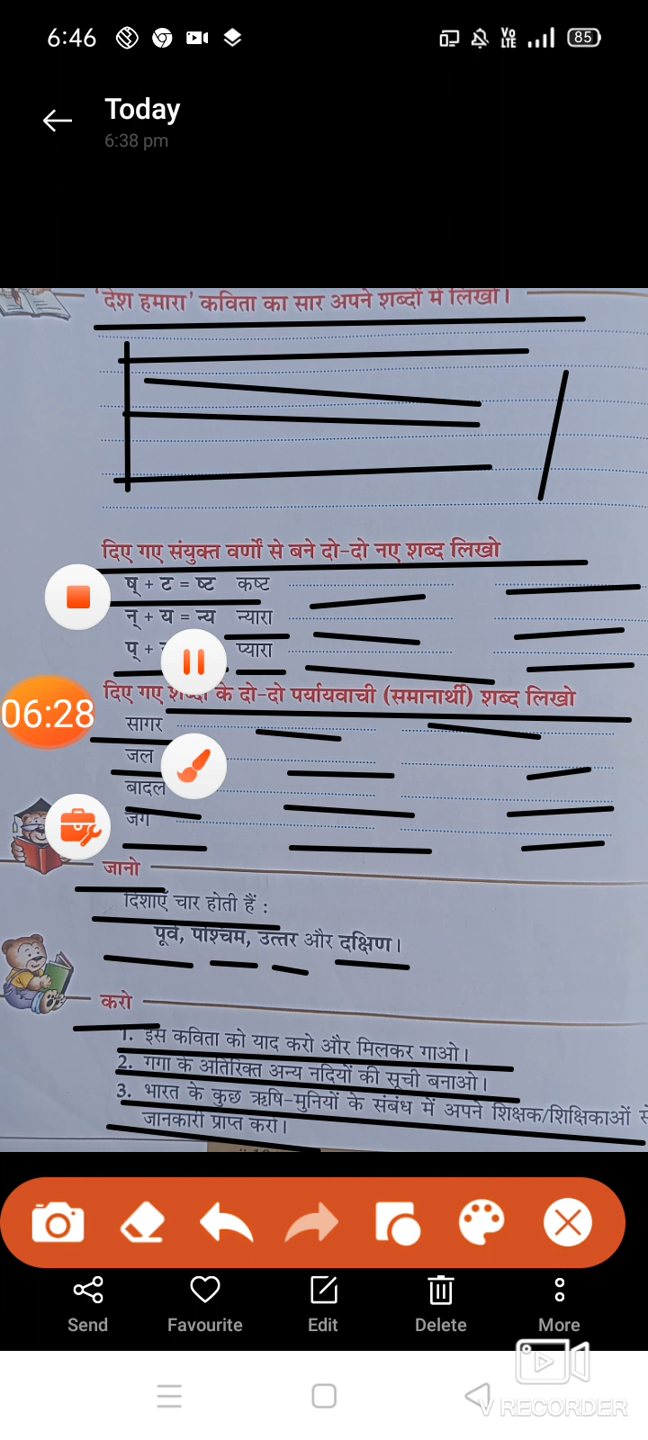 6:46
Vo LTE
85
Today
6:38 pm
'देश हमारा' कविता का सार अपने शब्दों में लिखो।
दिए गए संयुक्त वर्णों से बने दो-दो नए शब्द लिखो
ष् + ट = ष्ट कष्ट
न् + य = न्य न्यारा
प् + प्यारा
06:28
दिए गए के दो-दो पर्यायवाची (समानार्थी) शब्द लिखो
सागर
जल
बादल
जग
जानो
दिशाएँ चार होती हैं :
पूर्व, पश्चिम, उत्तर और दक्षिण।
करो
1. इस कविता को याद करो और मिलकर गाओ।
2. गंगा के अतिरिक्त अन्य नदियों की सूची बनाओ।
3. भारत के कुछ ऋषि-मुनियों के संबंध में अपने शिक्षक/शिक्षिकाओं से
जानकारी प्राप्त करो।
Send Favourite Edit Delete More
V RECORDER